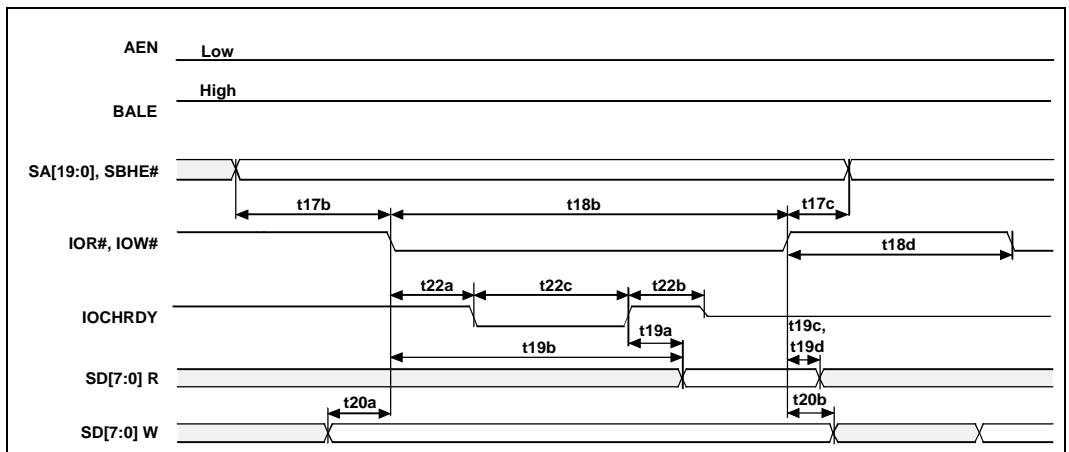 AEN Low
High
BALE
SA[19:0], SBHE#
t17b t18b t17c
IOR#, IOW# t18d
t22a t22c t22b
IOCHRDY t19c,
t19a t19d
t19b
SD[7:0] R
t20a t20b
SD[7:0] W